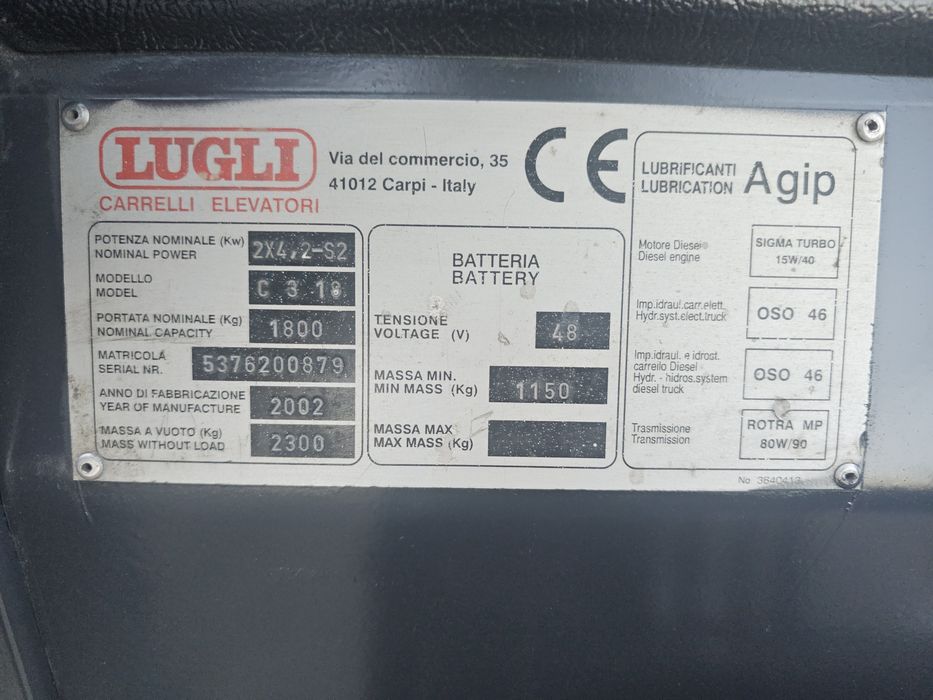 LUGLI
CARRELLI ELEVATORI
Via del commercio, 35
41012 Carpi - Italy
CE
POTENZA NOMINALE (Kw)
NOMINAL POWER
2X4,2-S2
MODELLO
MODEL
C 3 18
PORTATA NOMINALE (Kg)
NOMINAL CAPACITY
1800
MATRICOLA
SERIAL NR.
5376200879
ANNO DI FABBRICAZIONE
YEAR OF MANUFACTURE
2002
MASSA A VUOTO (Kg)
MASS WITHOUT LOAD
2300
BATTERIA
BATTERY
TENSIONE
VOLTAGE (V)
48
MASSA MIN.
MIN MASS (Kg)
1150
MASSA MAX
MAX MASS (Kg)
LUBRIFICANTI
LUBRICATION
Agip
Motore Diesel
Diesel engine
SIGMA TURBO
15W/40
Imp.idraul.carr.elett.
Hydr.syst.elect.truck
OSO 46
Imp.idraul. e idrost.
carrello Diesel
Hydr. - hidros.system
diesel truck
OSO 46
Trasmissione
Transmission
ROTRA MP
80W/90
No 3640413